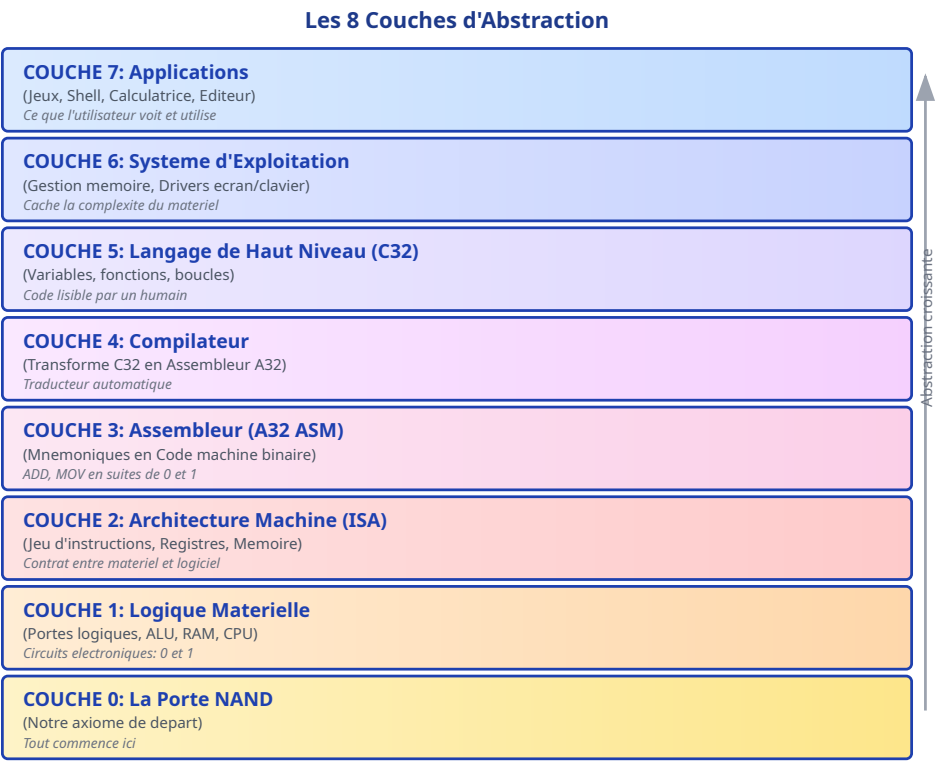 Les 8 Couches d'Abstraction
COUCHE 7: Applications
(Jeux, Shell, Calculatrice, Editeur)
Ce que l'utilisateur voit et utilise
COUCHE 6: Systeme d'Exploitation
(Gestion memoire, Drivers ecran/clavier)
Cache la complexite du materiel
COUCHE 5: Langage de Haut Niveau (C32)
(Variables, fonctions, boucles)
Code lisible par un humain
COUCHE 4: Compilateur
(Transforme C32 en Assembleur A32)
Traducteur automatique
COUCHE 3: Assembleur (A32 ASM)
(Mnemoniques en Code machine binaire)
ADD, MOV en suites de 0 et 1
COUCHE 2: Architecture Machine (ISA)
(Jeu d'instructions, Registres, Memoire)
Contrat entre materiel et logiciel
COUCHE 1: Logique Materielle
(Portes logiques, ALU, RAM, CPU)
Circuits electroniques: 0 et 1
COUCHE 0: La Porte NAND
(Notre axiome de depart)
Tout commence ici
Abstraction croissante